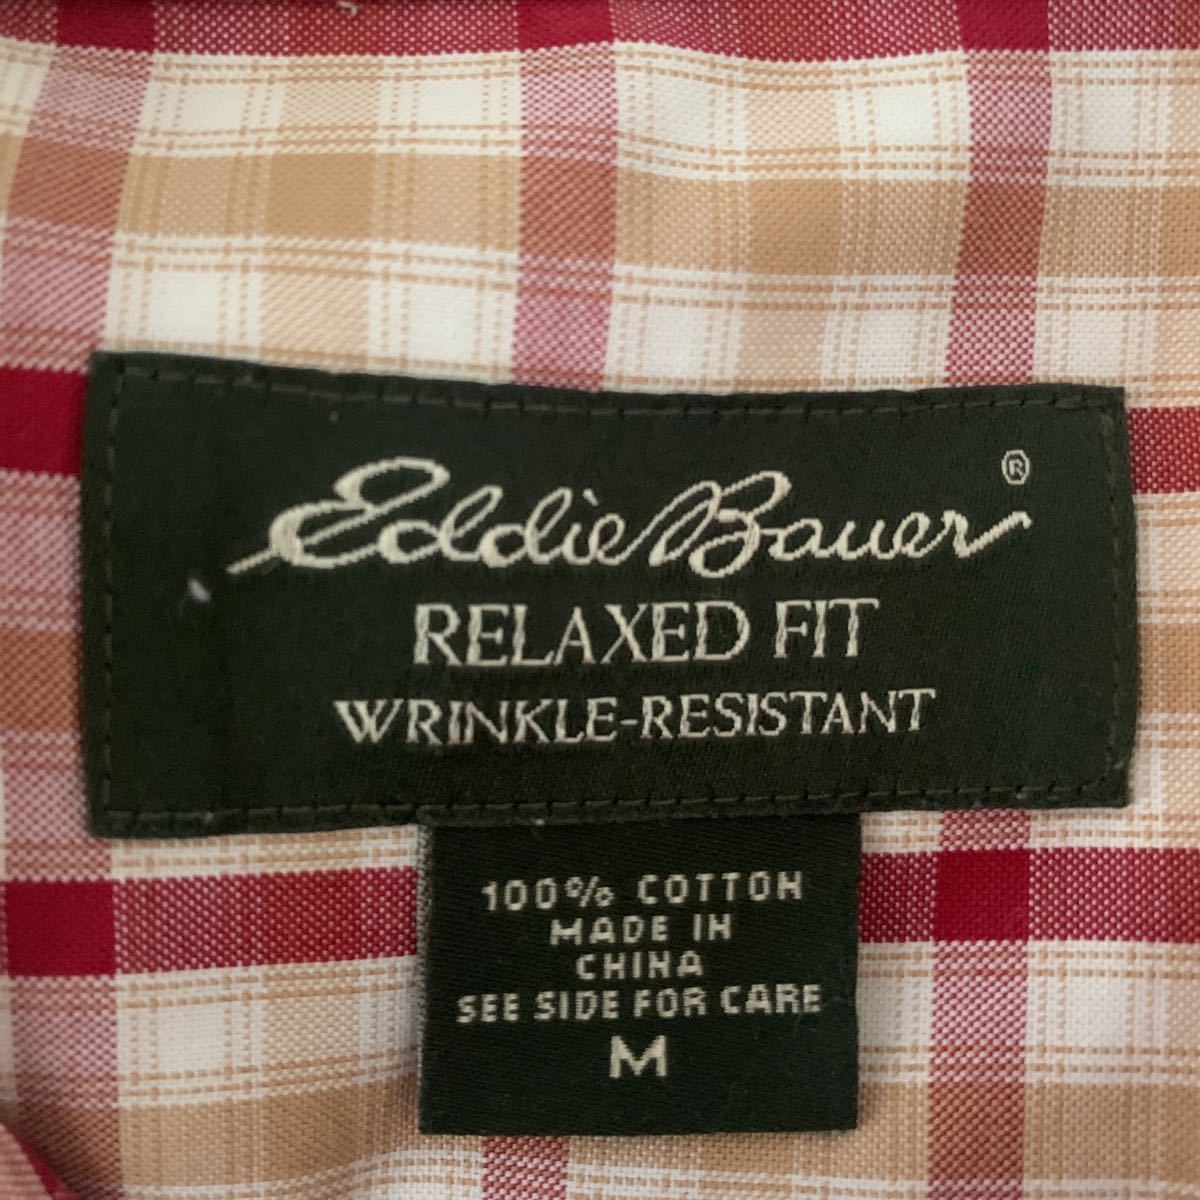 Eddie Bauer®
RELAXED FIT
WRINKLE-RESISTANT
100% COTTON
MADE IN
CHINA
SEE SIDE FOR CARE
M